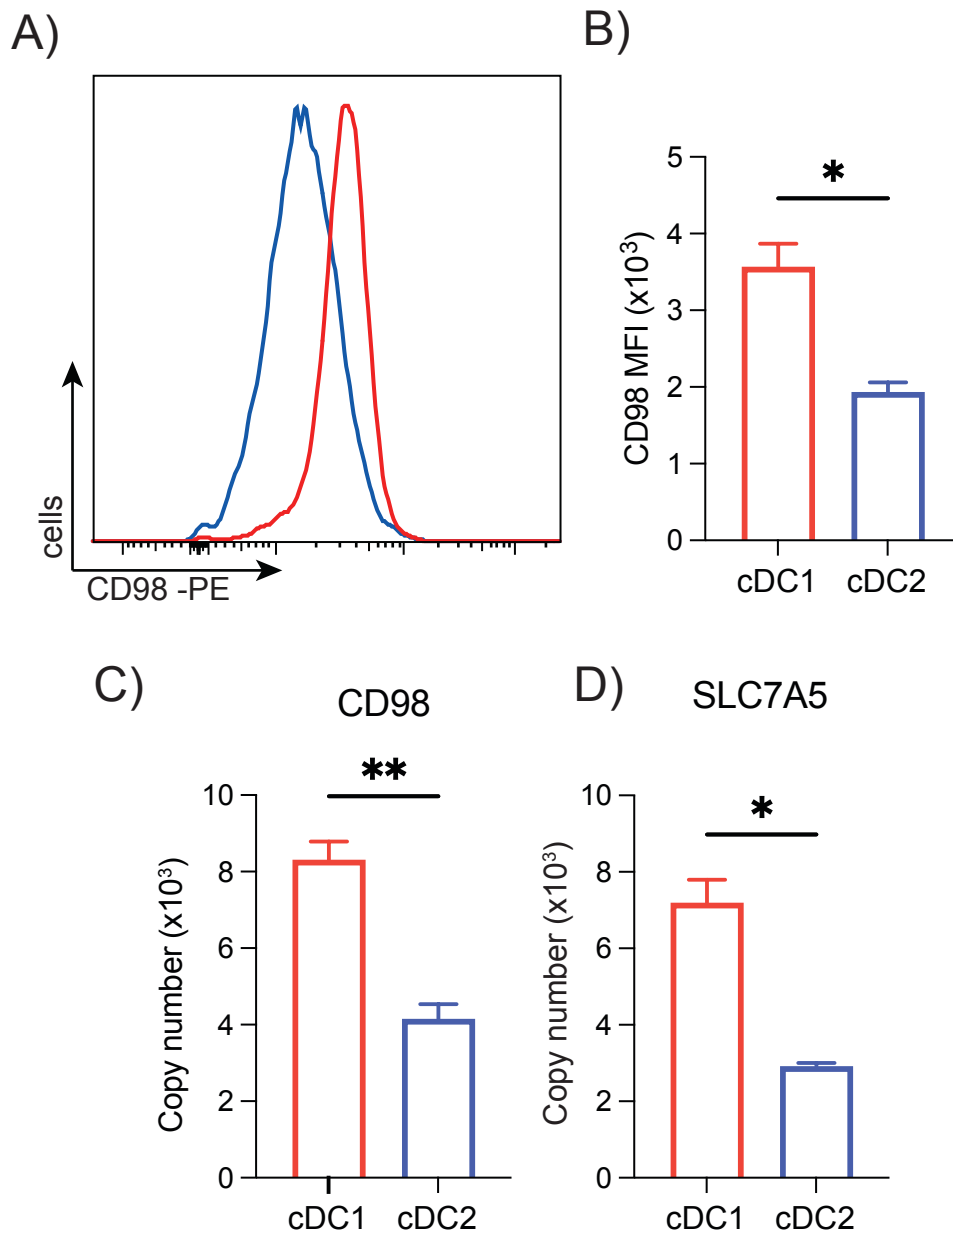 A)
cells
CD98 -PE
B)
CD98 MFI (x10³)
5
4
3
2
1
0
*
cDC1 cDC2
C)
CD98
Copy number (x10³)
10
8
6
4
2
0
**
cDC1 cDC2
D)
SLC7A5
Copy number (x10³)
10
8
6
4
2
0
*
cDC1 cDC2